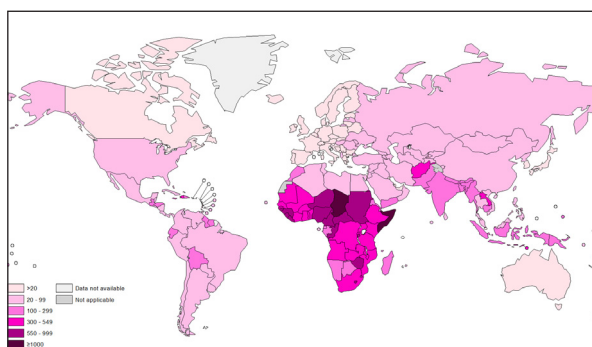 >20
20 - 99
100 - 299
300 - 549
550 - 999
≥1000
Data not available
Not applicable